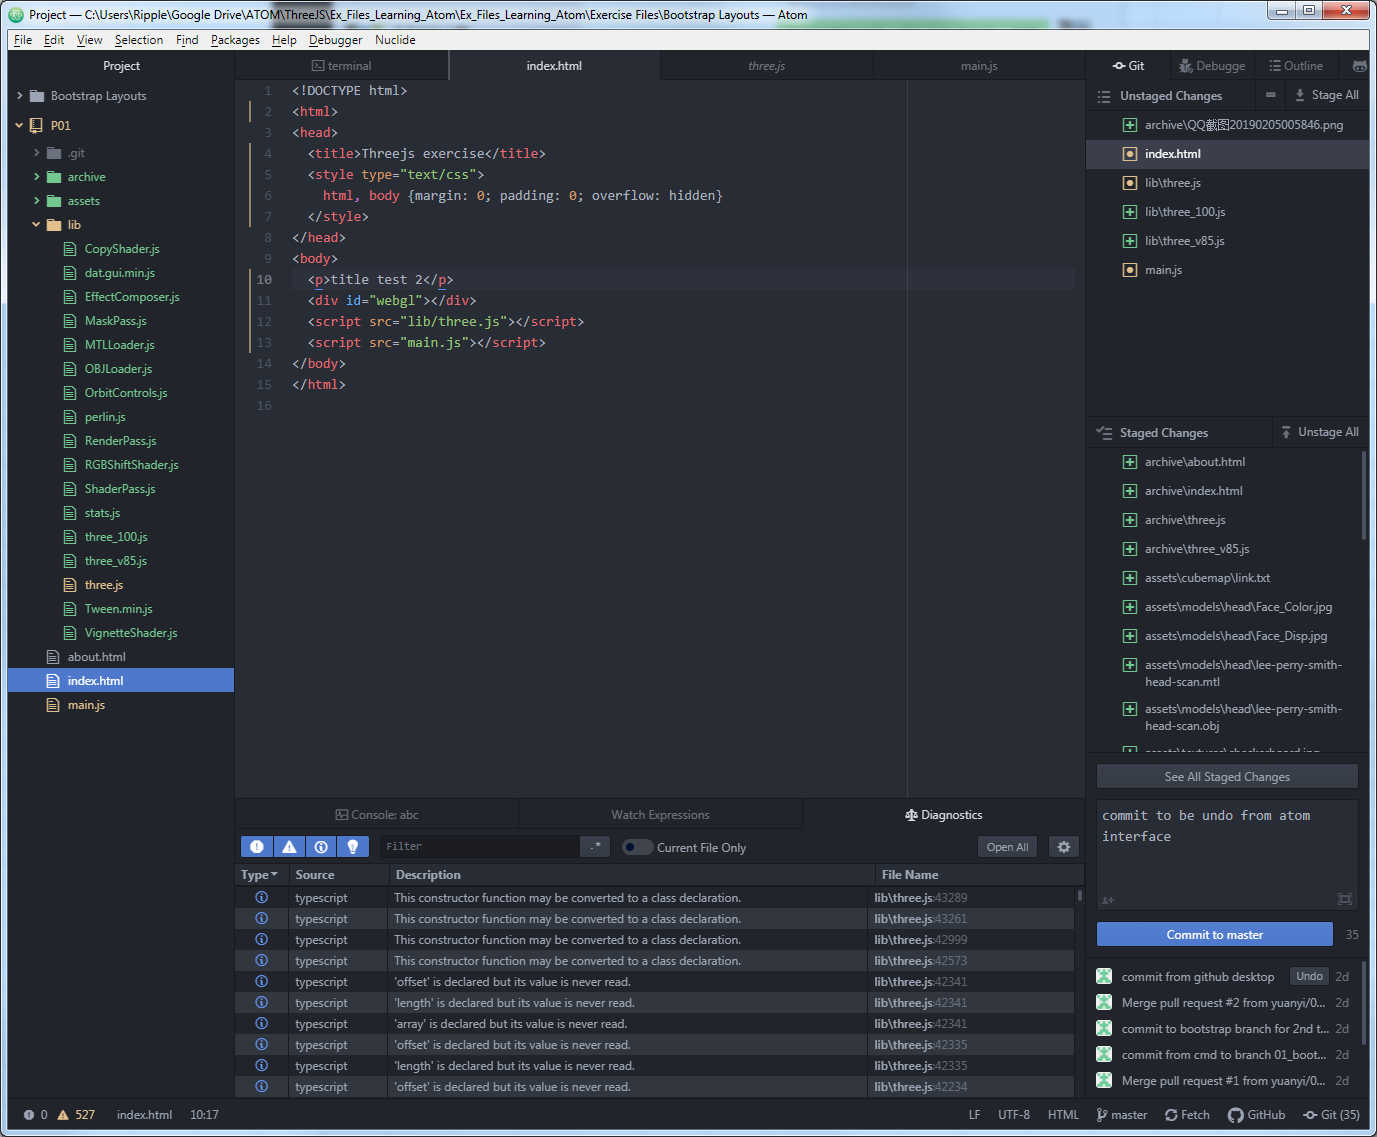 Project — C:\Users\Ripple\Google Drive\ATOM\ThreeJS\Ex_Files_Learning_Atom\Ex_Files_Learning_Atom\Exercise Files\Bootstrap Layouts — Atom
File Edit View Selection Find Packages Help Debugger Nuclide
Project
Bootstrap Layouts
P01
.git
archive
assets
lib
CopyShader.js
dat.gui.min.js
EffectComposer.js
MaskPass.js
MTLLoader.js
OBJLoader.js
OrbitControls.js
perlin.js
RenderPass.js
RGBShiftShader.js
ShaderPass.js
stats.js
three_100.js
three_v85.js
three.js
Tween.min.js
VignetteShader.js
about.html
index.html
main.js
terminal index.html three.js main.js
1 <!DOCTYPE html>
2 <html>
3 <head>
4 <title>Threejs exercise</title>
5 <style type="text/css">
6 html, body {margin: 0; padding: 0; overflow: hidden}
7 </style>
8 </head>
9 <body>
10 <p>title test 2</p>
11 <div id="webgl"></div>
12 <script src="lib/three.js"></script>
13 <script src="main.js"></script>
14 </body>
15 </html>
16
Console: abc Watch Expressions Diagnostics
Filter .* Current File Only Open All
Type Source Description File Name
typescript This constructor function may be converted to a class declaration. lib\three.js:43289
typescript This constructor function may be converted to a class declaration. lib\three.js:43261
typescript This constructor function may be converted to a class declaration. lib\three.js:42999
typescript This constructor function may be converted to a class declaration. lib\three.js:42573
typescript 'offset' is declared but its value is never read. lib\three.js:42341
typescript 'length' is declared but its value is never read. lib\three.js:42341
typescript 'array' is declared but its value is never read. lib\three.js:42341
typescript 'offset' is declared but its value is never read. lib\three.js:42335
typescript 'length' is declared but its value is never read. lib\three.js:42335
typescript 'offset' is declared but its value is never read. lib\three.js:42234
Git Debugge Outline
Unstaged Changes Stage All
archive\QQ截图20190205005846.png
index.html
lib\three.js
lib\three_100.js
lib\three_v85.js
main.js
Staged Changes Unstage All
archive\about.html
archive\index.html
archive\three.js
archive\three_v85.js
assets\cubemap\link.txt
assets\models\head\Face_Color.jpg
assets\models\head\Face_Disp.jpg
assets\models\head\lee-perry-smith-
head-scan.mtl
assets\models\head\lee-perry-smith-
head-scan.obj
See All Staged Changes
commit to be undo from atom
interface
Commit to master 35
commit from github desktop Undo 2d
Merge pull request #2 from yuanyi/0... 2d
commit to bootstrap branch for 2nd t... 2d
commit from cmd to branch 01_boot... 2d
Merge pull request #1 from yuanyi/0... 2d
0 527 index.html 10:17 LF UTF-8 HTML master Fetch GitHub Git (35)